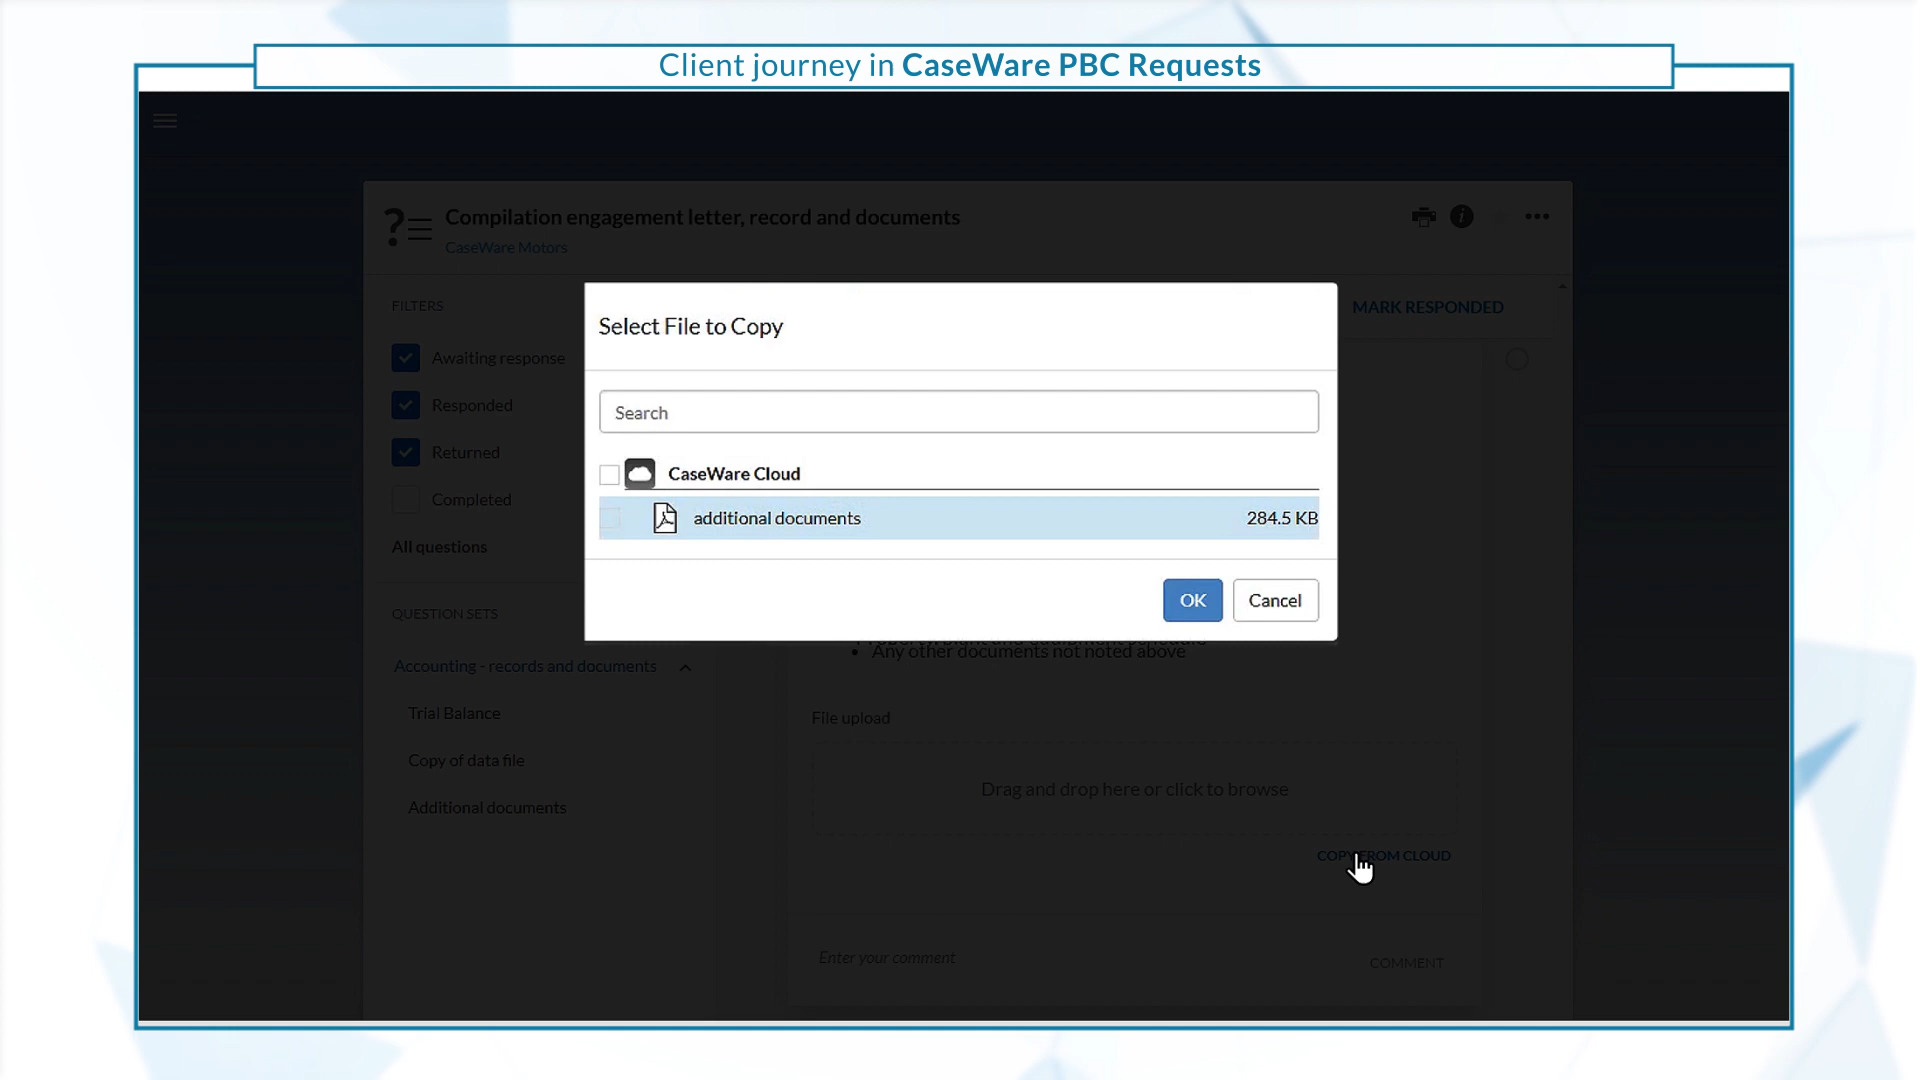 Client journey in CaseWare PBC Requests
Compilation engagement letter, record and documents
CaseWare Motors
FILTERS
Awaiting response
Responded
Returned
Completed
All questions
QUESTION SETS
Accounting - records and documents
Trial Balance
Copy of data file
Additional documents
MARK RESPONDED
Select File to Copy
Search
CaseWare Cloud
additional documents 284.5 KB
OK Cancel
• Any other documents not noted above
File upload
Drag and drop here or click to browse
COPY FROM CLOUD
Enter your comment COMMENT